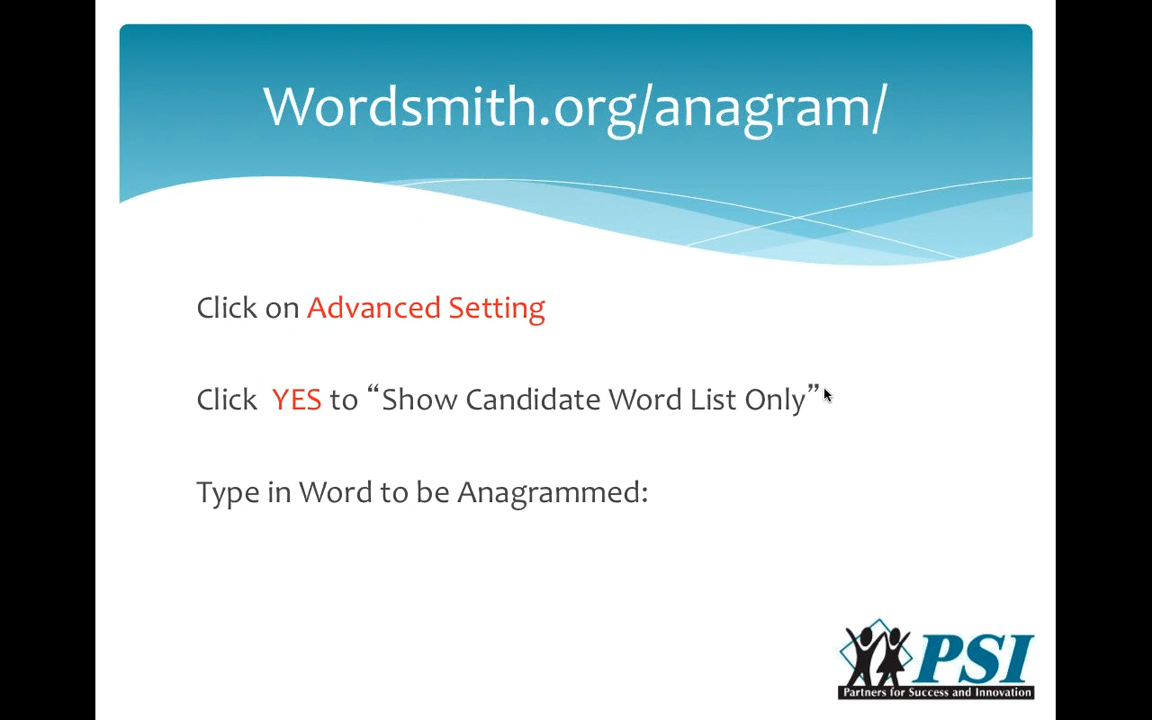 Wordsmith.org/anagram/
Click on Advanced Setting
Click  YES to “Show Candidate Word List Only”
Type in Word to be Anagrammed:
PSI
Partners for Success and Innovation